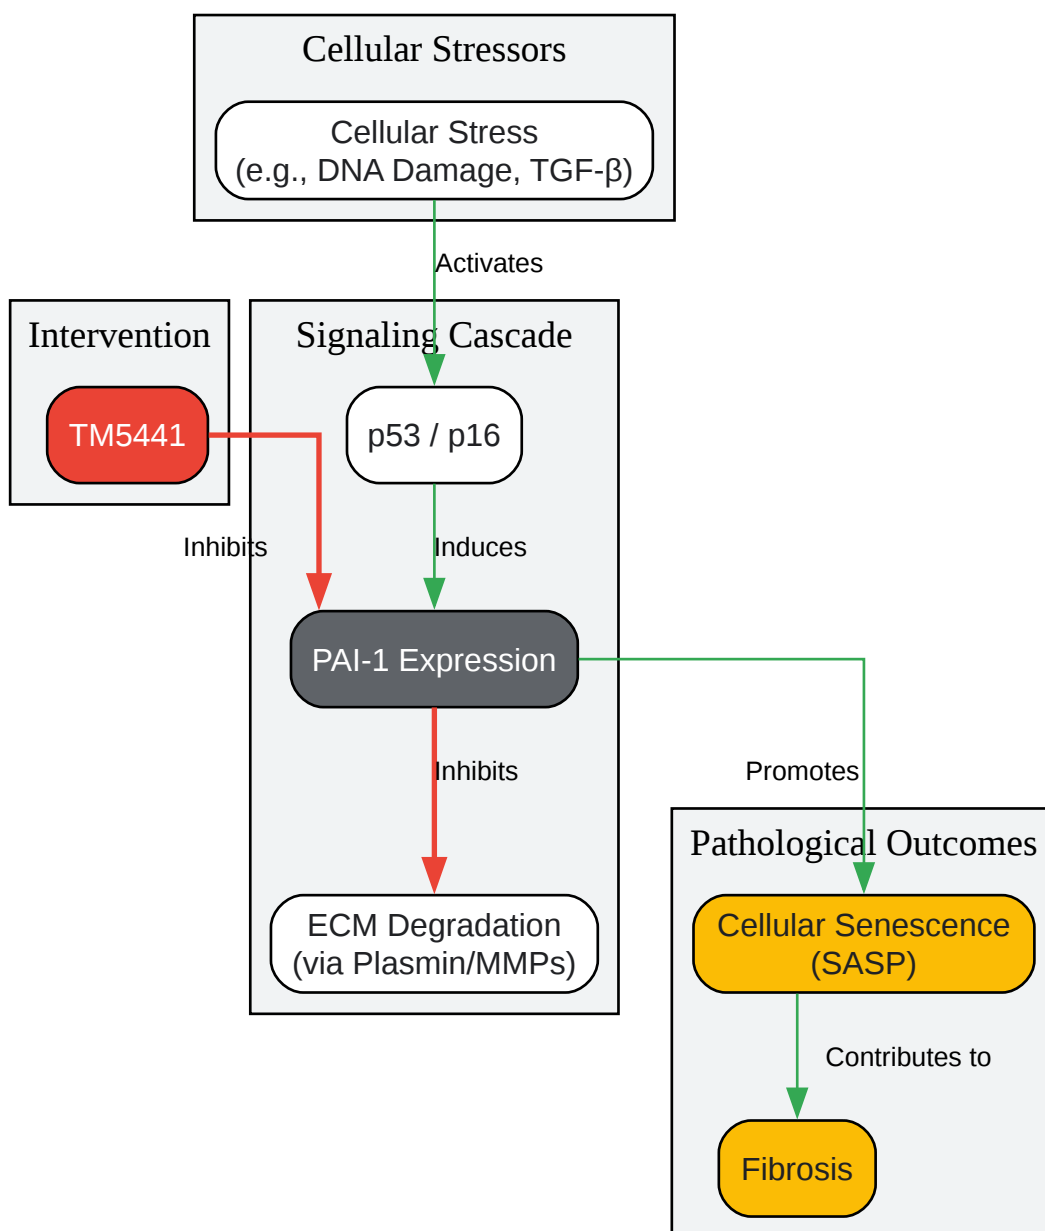 Cellular Stressors
Cellular Stress
(e.g., DNA Damage, TGF-β)
Activates
Intervention
TM5441
Signaling Cascade
p53 / p16
Inhibits
Induces
PAI-1 Expression
Inhibits
Promotes
ECM Degradation
(via Plasmin/MMPs)
Pathological Outcomes
Cellular Senescence
(SASP)
Contributes to
Fibrosis